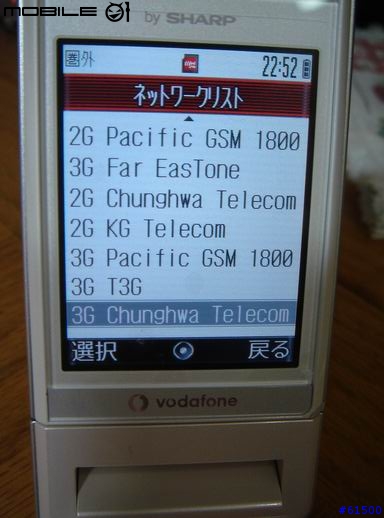 MOBILE 01
by SHARP
圏外
22:52
ネットワークリスト
2G Pacific GSM 1800
3G Far EasTone
2G Chunghwa Telecom
2G KG Telecom
3G Pacific GSM 1800
3G T3G
3G Chunghwa Telecom
選択
戻る
vodafone
#61500